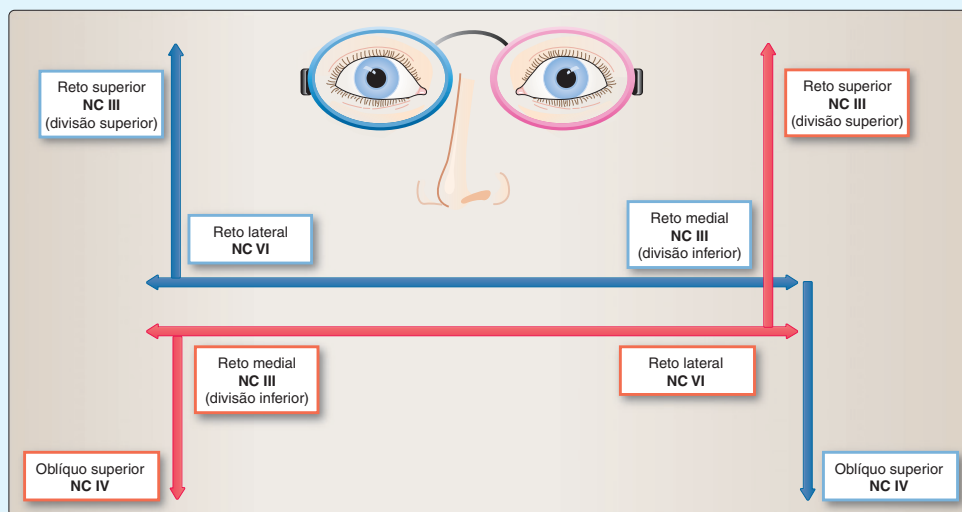 Reto superior
NC III
(divisão superior)
Reto superior
NC III
(divisão superior)
Reto lateral
NC VI
Reto medial
NC III
(divisão inferior)
Reto medial
NC III
(divisão inferior)
Reto lateral
NC VI
Oblíquo superior
NC IV
Oblíquo superior
NC IV